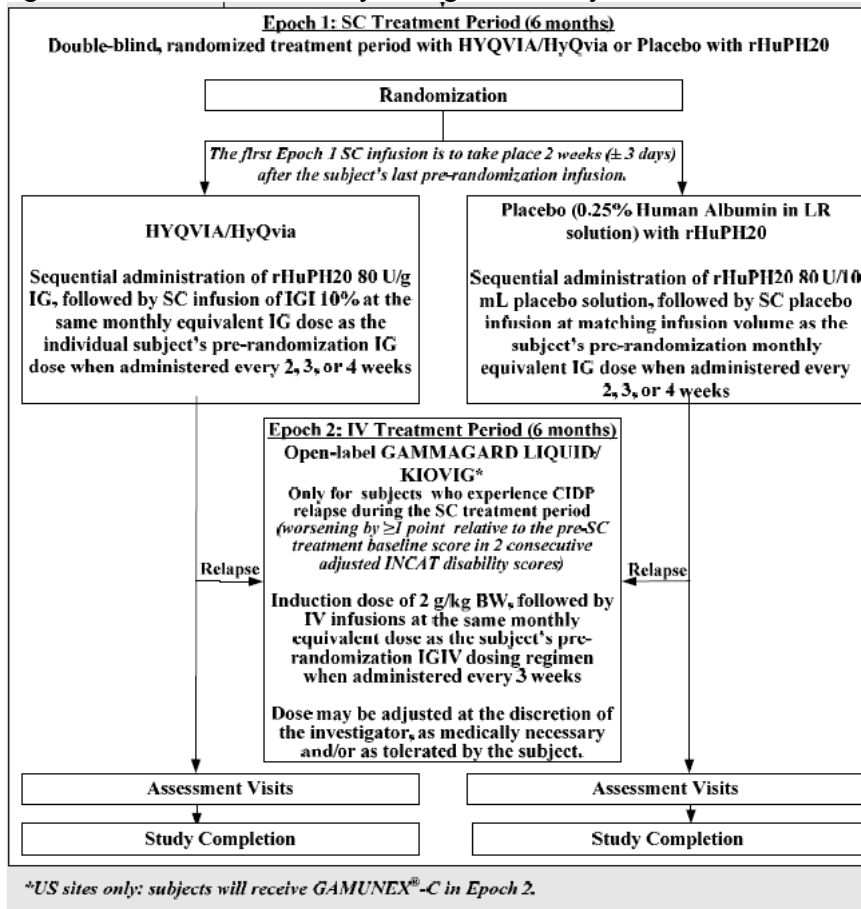 Epoch 1: SC Treatment Period (6 months)
Double-blind, randomized treatment period with HYQVIA/HyQvia or Placebo with rHuPH20
Randomization
The first Epoch 1 SC infusion is to take place 2 weeks (± 3 days)
after the subject's last pre-randomization infusion.
HYQVIA/HyQvia
Sequential administration of rHuPH20 80 U/g
IG, followed by SC infusion of IGI 10% at the
same monthly equivalent IG dose as the
individual subject's pre-randomization IG
dose when administered every 2, 3, or 4 weeks
Placebo (0.25% Human Albumin in LR
solution) with rHuPH20
Sequential administration of rHuPH20 80 U/10
mL placebo solution, followed by SC placebo
infusion at matching infusion volume as the
subject's pre-randomization monthly
equivalent IG dose when administered every
2, 3, or 4 weeks
Epoch 2: IV Treatment Period (6 months)
Open-label GAMMAGARD LIQUID/
KIOVIG*
Only for subjects who experience CIDP
relapse during the SC treatment period
(worsening by ≥1 point relative to the pre-SC
treatment baseline score in 2 consecutive
adjusted INCAT disability scores)
Induction dose of 2 g/kg BW, followed by
IV infusions at the same monthly
equivalent dose as the subject's pre-
randomization IGIV dosing regimen
when administered every 3 weeks
Dose may be adjusted at the discretion of
the investigator, as medically necessary
and/or as tolerated by the subject.
Relapse
Relapse
Assessment Visits
Assessment Visits
Study Completion
Study Completion
*US sites only: subjects will receive GAMUNEX®-C in Epoch 2.